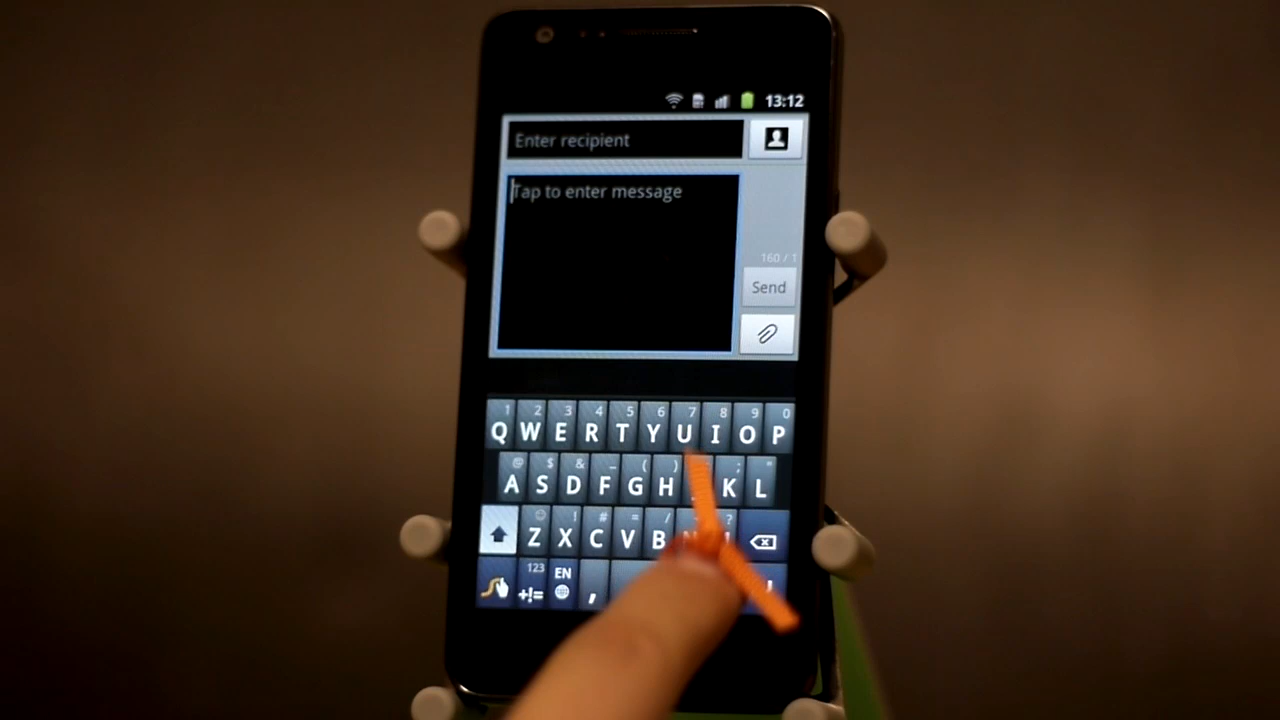 13:12
Enter recipient
Tap to enter message
160 / 1
Send
1 2 3 4 5 6 7 8 9 0
Q W E R T Y U I O P
@ $ & _ ( ) : ; "
A S D F G H K L
! # = / ?
Z X C V B N
123 EN
+!= ,